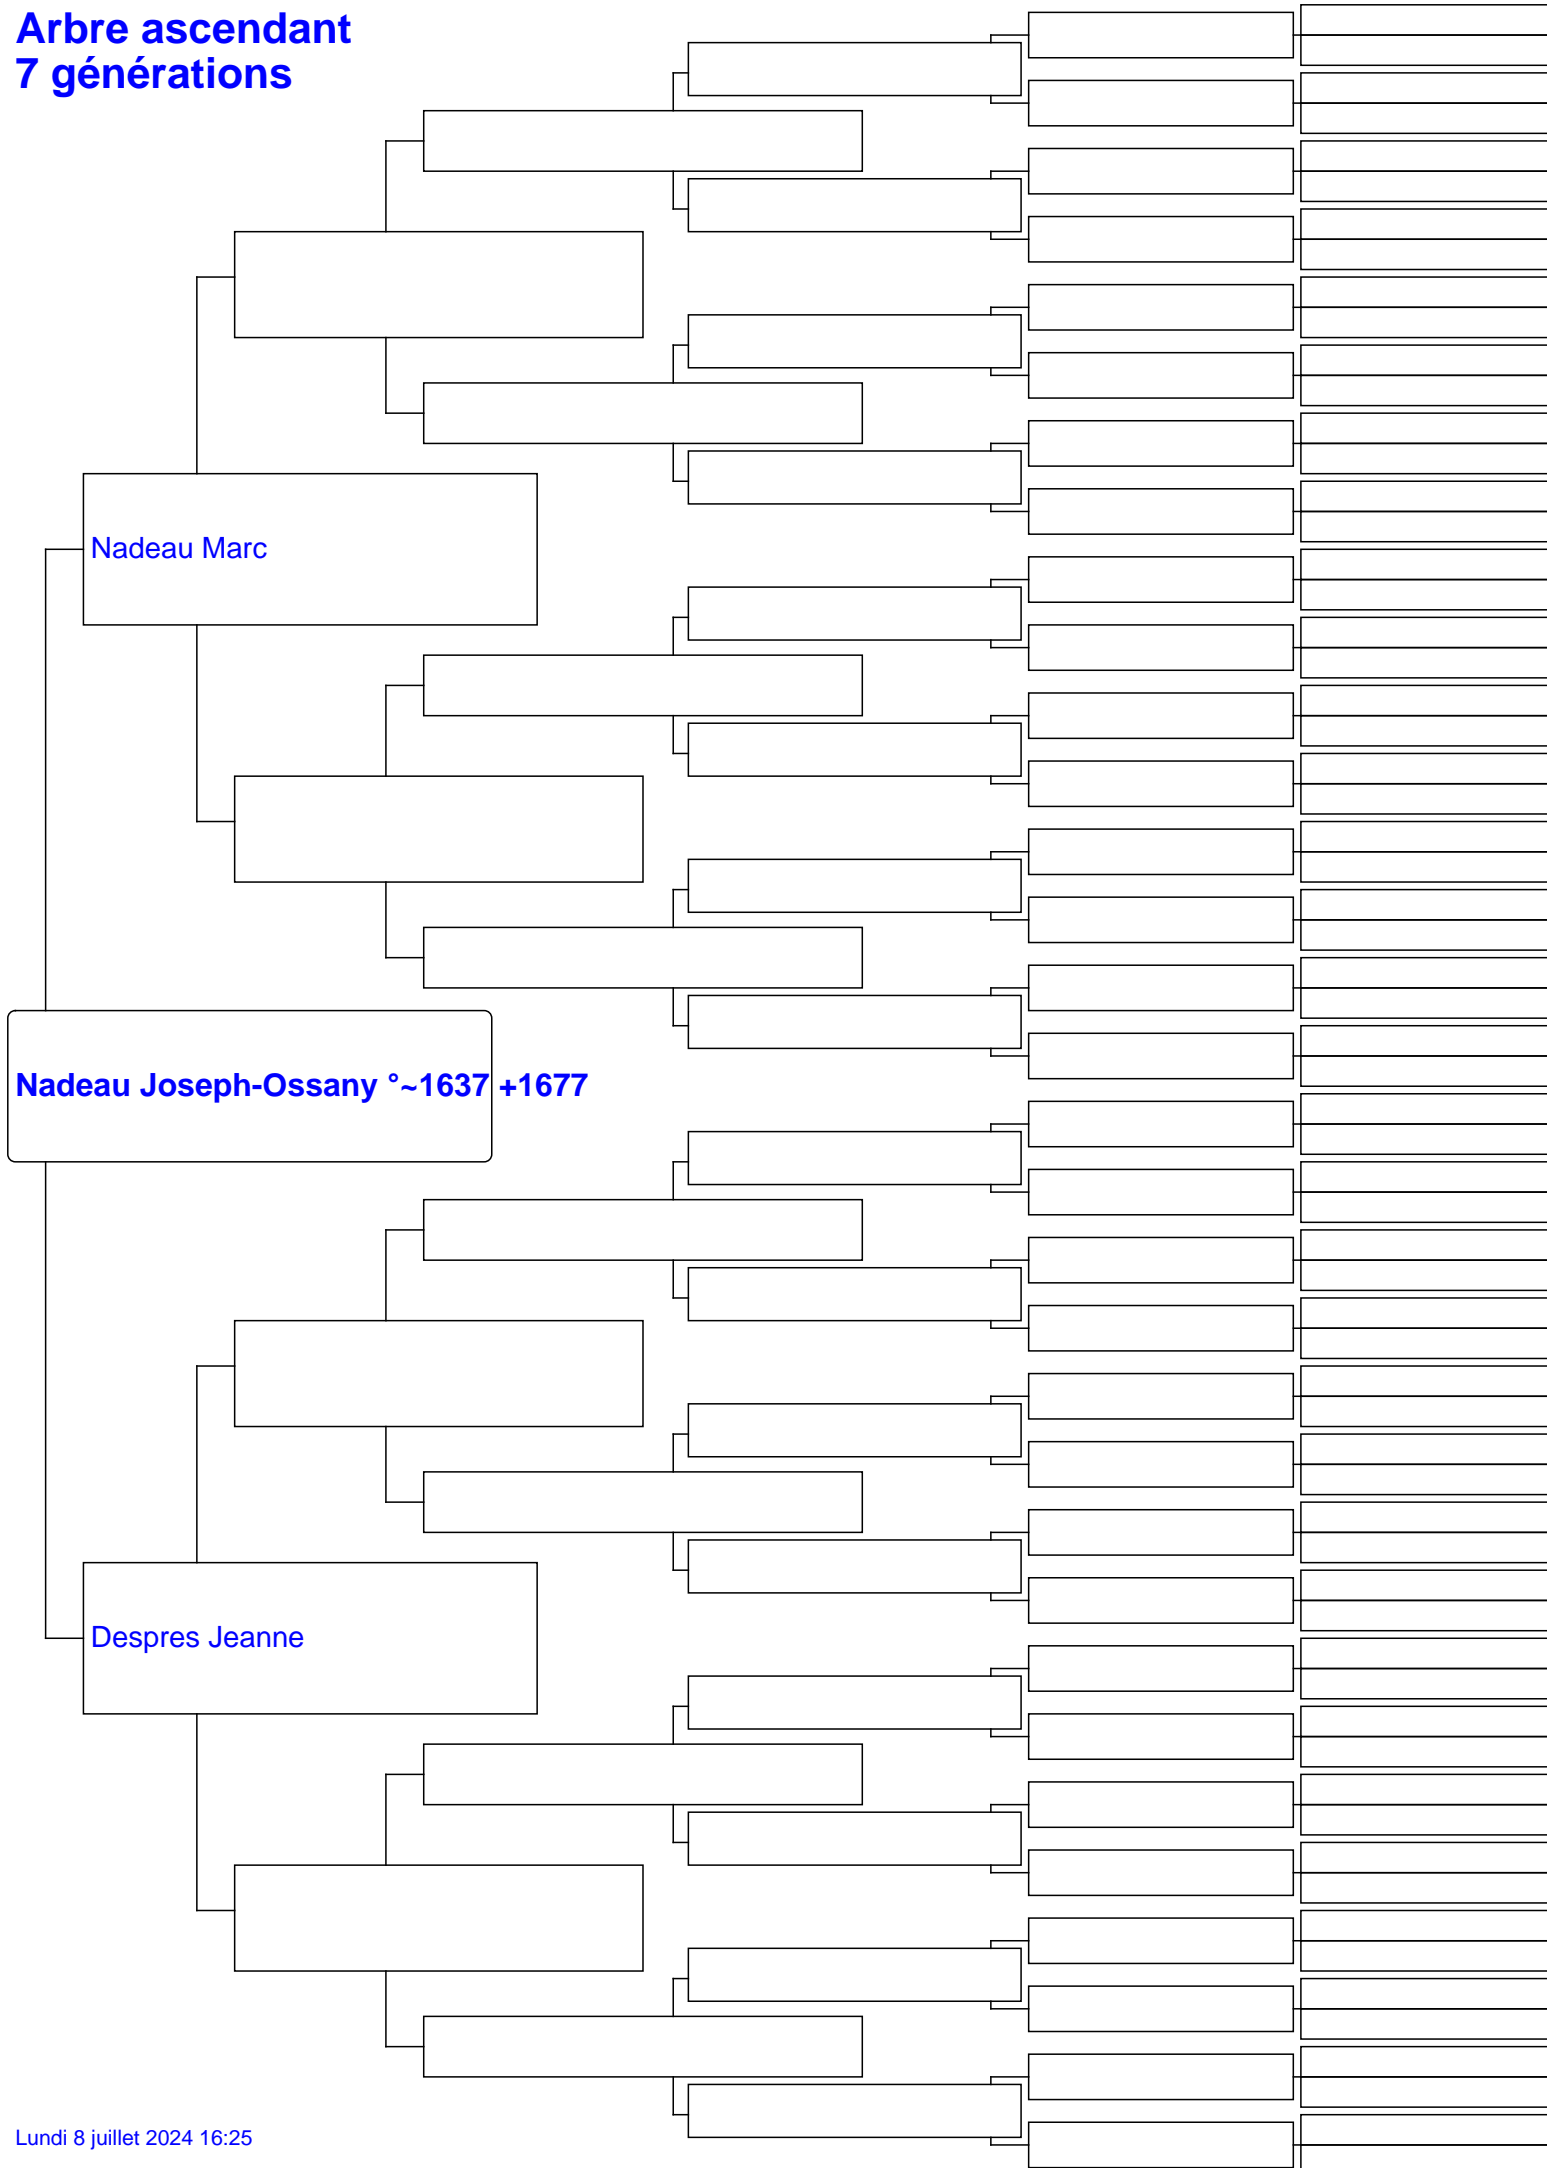 Arbre ascendant
7 générations
Nadeau Marc
Nadeau Joseph-Ossany °~1637 +1677
Despres Jeanne
Lundi 8 juillet 2024 16:25